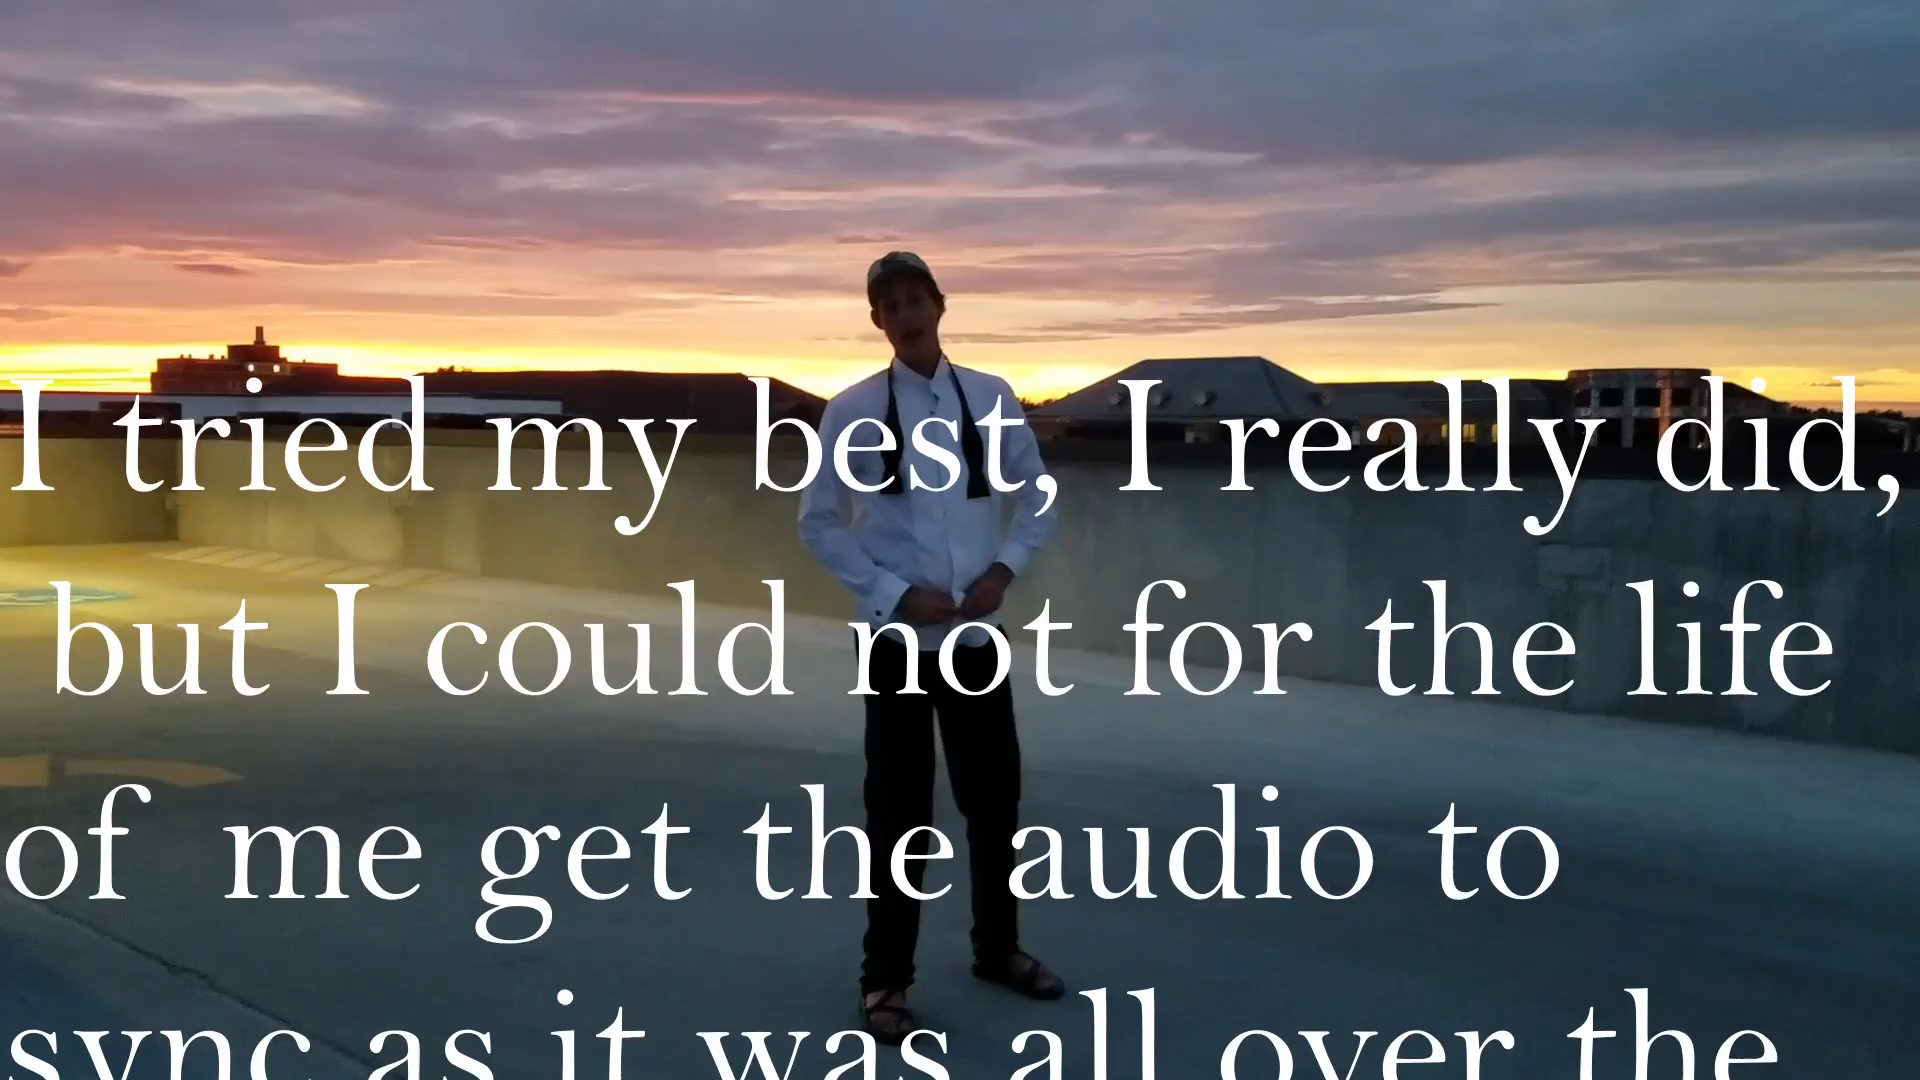 I tried my best, I really did,
but I could not for the life
of  me get the audio to
sync as it was all over the